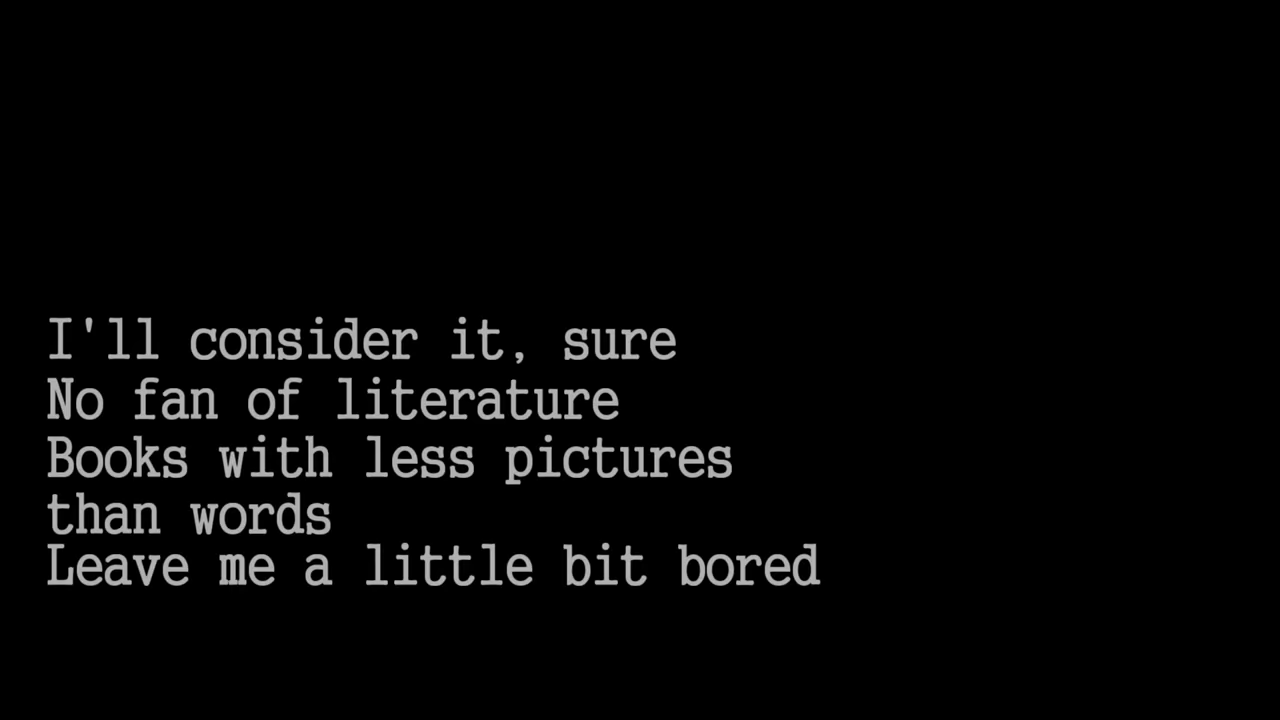 I'll consider it, sure
No fan of literature
Books with less pictures
than words
Leave me a little bit bored